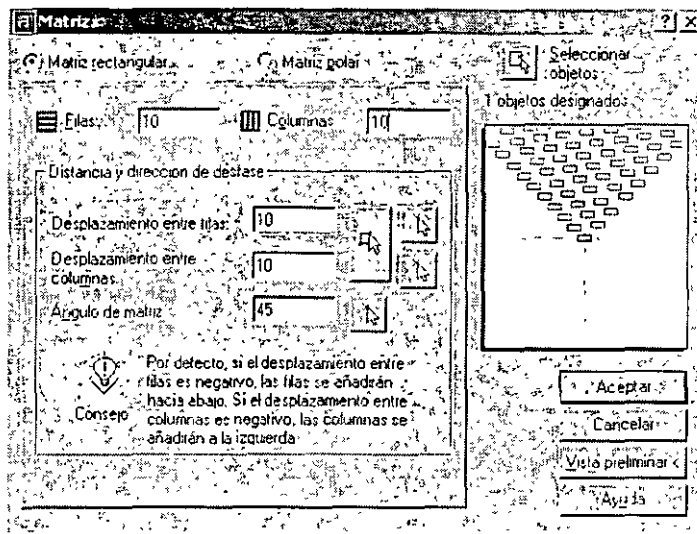 Matriz
Matriz rectangular
Matriz polar
Seleccionar
objetos
1 objetos designados
Filas: 10
Columnas 10
Distancia y dirección de desfase
Desplazamiento entre filas: 10
Desplazamiento entre
columnas: 10
Angulo de matriz 45
Consejo
Por defecto, si el desplazamiento entre
filas es negativo, las filas se añadirán
hacia abajo. Si el desplazamiento entre
columnas es negativo, las columnas se
añadirán a la izquierda
Aceptar
Cancelar
Vista preliminar <
Ayuda